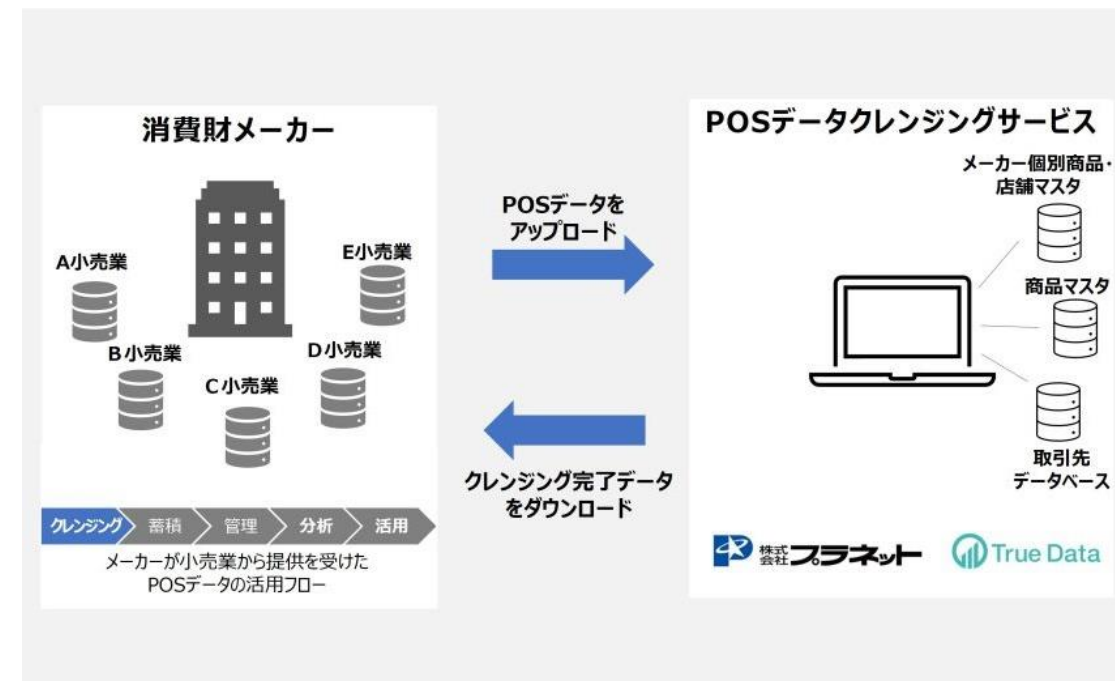 消費財メーカー
A小売業
B小売業
C小売業
D小売業
E小売業
クレンジング 蓄積 管理 分析 活用
メーカーが小売業から提供を受けた
POSデータの活用フロー
POSデータを
アップロード
クレンジング完了データ
をダウンロード
POSデータクレンジングサービス
メーカー個別商品・
店舗マスタ
商品マスタ
取引先
データベース
株式会社プラネット
True Data